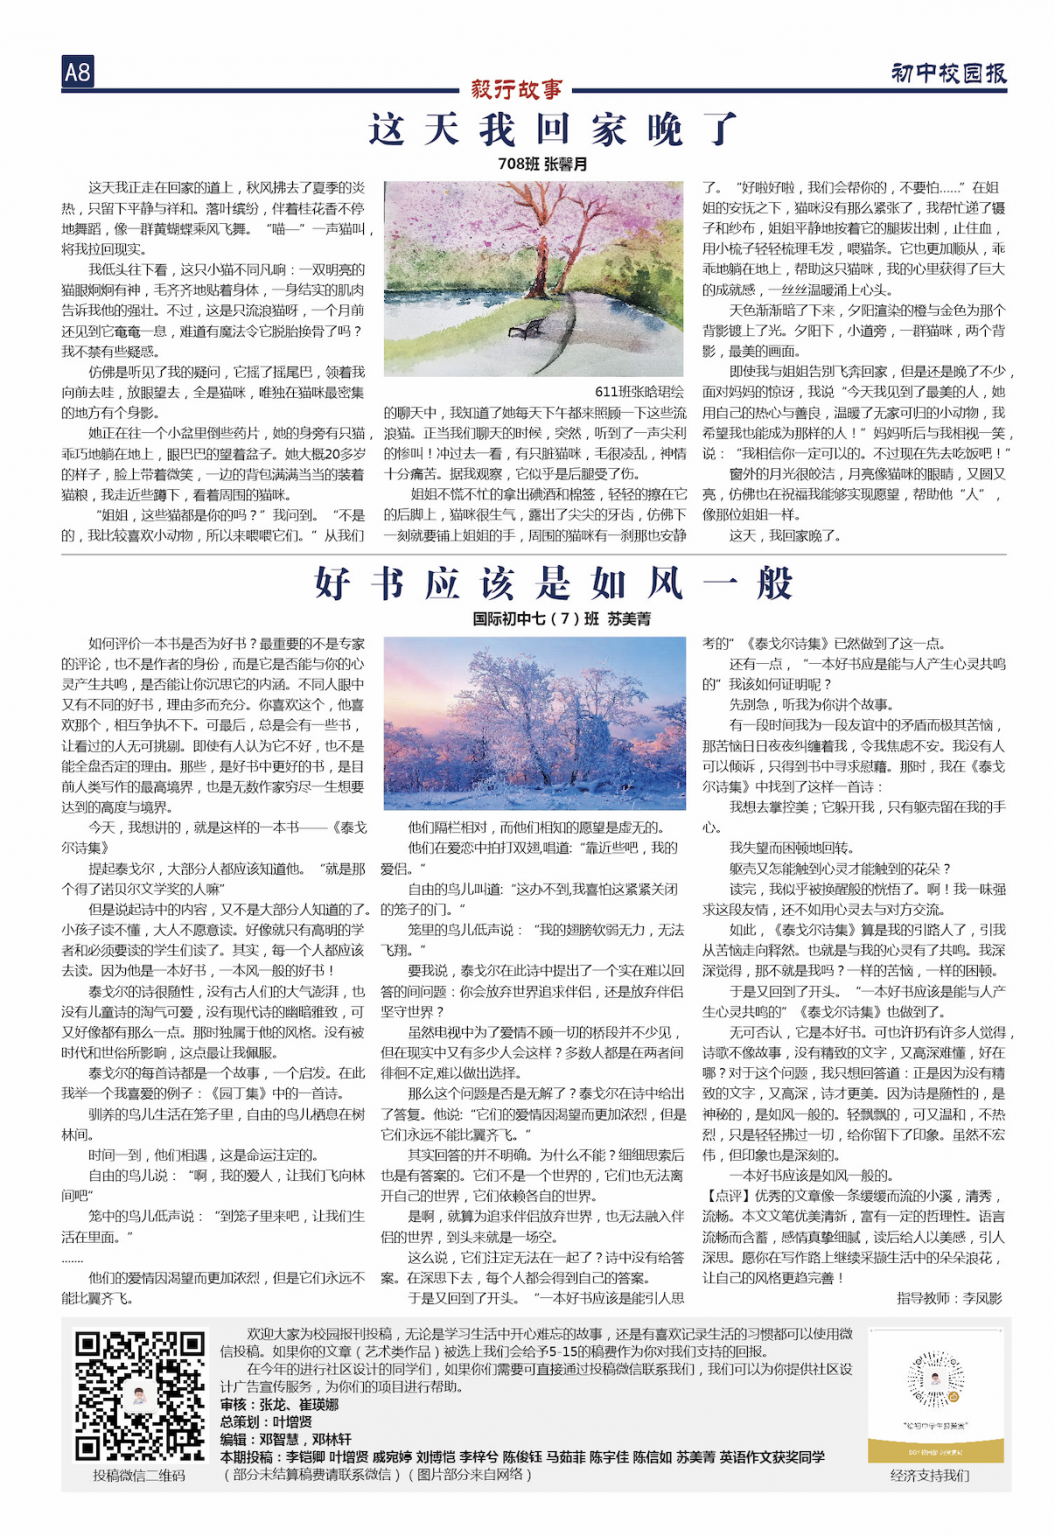 A8
初中校园报
毅行故事
这天我回家晚了
708班 张馨月
这天我正走在回家的道上，秋风拂去了夏季的炎
热，只留下平静与祥和。落叶缤纷，伴着桂花香不停
地舞蹈，像一群黄蝴蝶乘风飞舞。“喵—”一声猫叫，
将我拉回现实。
我低头往下看，这只小猫不同凡响：一双明亮的
猫眼炯炯有神，毛齐齐地贴着身体，一身结实的肌肉
告诉我他的强壮。不过，这是只流浪猫呀，一个月前
还见到它奄奄一息，难道有魔法令它脱胎换骨了吗？
我不禁有些疑惑。
仿佛是听见了我的疑问，它摇了摇尾巴，领着我
向前去哇，放眼望去，全是猫咪，唯独在猫咪最密集
的地方有个身影。
她正在往一个小盆里倒些药片，她的身旁有只猫，
乖巧地躺在地上，眼巴巴的望着盆子。她大概20多岁
的样子，脸上带着微笑，一边的背包满满当当的装着
猫粮，我走近些蹲下，看着周围的猫咪。
“姐姐，这些猫都是你的吗？”我问到。“不是
的，我比较喜欢小动物，所以来喂喂它们。”从我们
611班张晗珺绘
的聊天中，我知道了她每天下午都来照顾一下这些流
浪猫。正当我们聊天的时候，突然，听到了一声尖利
的惨叫！冲过去一看，有只脏猫咪，毛很凌乱，神情
十分痛苦。据我观察，它似乎是后腿受了伤。
姐姐不慌不忙的拿出碘酒和棉签，轻轻的擦在它
的后脚上，猫咪很生气，露出了尖尖的牙齿，仿佛下
一刻就要铺上姐姐的手，周围的猫咪有一刹那也安静
了。“好啦好啦，我们会帮你的，不要怕……”在姐
姐的安抚之下，猫咪没有那么紧张了，我帮忙递了镊
子和纱布，姐姐平静地按着它的腿拔出刺，止住血，
用小梳子轻轻梳理毛发，喂猫条。它也更加顺从，乖
乖地躺在地上，帮助这只猫咪，我的心里获得了巨大
的成就感，一丝丝温暖涌上心头。
天色渐渐暗了下来，夕阳渲染的橙与金色为那个
背影镀上了光。夕阳下，小道旁，一群猫咪，两个背
影，最美的画面。
即使我与姐姐告别飞奔回家，但是还是晚了不少，
面对妈妈的惊讶，我说“今天我见到了最美的人，她
用自己的热心与善良，温暖了无家可归的小动物，我
希望我也能成为那样的人！”妈妈听后与我相视一笑，
说：“我相信你一定可以的。不过现在先去吃饭吧！”
窗外的月光很皎洁，月亮像猫咪的眼睛，又圆又
亮，仿佛也在祝福我能够实现愿望，帮助他“人”，
像那位姐姐一样。
这天，我回家晚了。
好书应该是如风一般
国际初中七（7）班 苏美菁
如何评价一本书是否为好书？最重要的不是专家
的评论，也不是作者的身份，而是它是否能与你的心
灵产生共鸣，是否能让你沉思它的内涵。不同人眼中
又有不同的好书，理由多而充分。你喜欢这个，他喜
欢那个，相互争执不下。可最后，总是会有一些书，
让看过的人无可挑剔。即使有人认为它不好，也不是
能全盘否定的理由。那些，是好书中更好的书，是目
前人类写作的最高境界，也是无数作家穷尽一生想要
达到的高度与境界。
今天，我想讲的，就是这样的一本书——《泰戈
尔诗集》
提起泰戈尔，大部分人都应该知道他。“就是那
个得了诺贝尔文学奖的人嘛”
但是说起诗中的内容，又不是大部分人知道的了。
小孩子读不懂，大人不愿意读。好像就只有高明的学
者和必须要读的学生们读了。其实，每一个人都应该
去读。因为他是一本好书，一本风一般的好书！
泰戈尔的诗很随性，没有古人们的大气澎湃，也
没有儿童诗的淘气可爱，没有现代诗的幽暗雅致，可
又好像都有那么一点。那时独属于他的风格。没有被
时代和世俗所影响，这点最让我佩服。
泰戈尔的每首诗都是一个故事，一个启发。在此
我举一个我喜爱的例子：《园丁集》中的一首诗。
驯养的鸟儿生活在笼子里，自由的鸟儿栖息在树
林间。
时间一到，他们相遇，这是命运注定的。
自由的鸟儿说：“啊，我的爱人，让我们飞向林
间吧”
笼中的鸟儿低声说：“到笼子里来吧，让我们生
活在里面。”
.......
他们的爱情因渴望而更加浓烈，但是它们永远不
能比翼齐飞。
他们隔栏相对，而他们相知的愿望是虚无的。
他们在爱恋中拍打双翅,唱道:“靠近些吧，我的
爱侣。“
自由的鸟儿叫道:“这办不到,我喜怕这紧紧关闭
的笼子的门。“
笼里的鸟儿低声说：“我的翅膀软弱无力，无法
飞翔。“
要我说，泰戈尔在此诗中提出了一个实在难以回
答的间问题：你会放弃世界追求伴侣，还是放弃伴侣
坚守世界？
虽然电视中为了爱情不顾一切的桥段并不少见，
但在现实中又有多少人会这样？多数人都是在两者间
徘徊不定,难以做出选择。
那么这个问题是否是无解了？泰戈尔在诗中给出
了答复。他说:“它们的爱情因渴望而更加浓烈，但是
它们永远不能比翼齐飞。”
其实回答的并不明确。为什么不能？细细思索后
也是有答案的。它们不是一个世界的，它们也无法离
开自己的世界，它们依赖各自的世界。
是啊，就算为追求伴侣放弃世界，也无法融入伴
侣的世界，到头来就是一场空。
这么说，它们注定无法在一起了？诗中没有给答
案。在深思下去，每个人都会得到自己的答案。
于是又回到了开头。“一本好书应该是能引人思
考的”《泰戈尔诗集》已然做到了这一点。
还有一点，“一本好书应是能与人产生心灵共鸣
的”我该如何证明呢？
先别急，听我为你讲个故事。
有一段时间我为一段友谊中的矛盾而极其苦恼，
那苦恼日日夜夜纠缠着我，令我焦虑不安。我没有人
可以倾诉，只得到书中寻求慰藉。那时，我在《泰戈
尔诗集》中找到了这样一首诗：
我想去掌控美；它躲开我，只有躯壳留在我的手
心。
我失望而困顿地回转。
躯壳又怎能触到心灵才能触到的花朵？
读完，我似乎被换醒般的恍悟了。啊！我一味强
求这段友情，还不如用心灵去与对方交流。
如此，《泰戈尔诗集》算是我的引路人了，引我
从苦恼走向释然。也就是与我的心灵有了共鸣。我深
深觉得，那不就是我吗？一样的苦恼，一样的困顿。
于是又回到了开头。“一本好书应该是能与人产
生心灵共鸣的”《泰戈尔诗集》也做到了。
无可否认，它是本好书。可也许扔有许多人觉得，
诗歌不像故事，没有精致的文字，又高深难懂，好在
哪？对于这个问题，我只想回答道：正是因为没有精
致的文字，又高深，诗才更美。因为诗是随性的，是
神秘的，是如风一般的。轻飘飘的，可又温和，不热
烈，只是轻轻拂过一切，给你留下了印象。虽然不宏
伟，但印象也是深刻的。
一本好书应该是如风一般的。
【点评】优秀的文章像一条缓缓而流的小溪，清秀，
流畅。本文文笔优美清新，富有一定的哲理性。语言
流畅而含蓄，感情真挚细腻，读后给人以美感，引人
深思。愿你在写作路上继续采撷生活中的朵朵浪花，
让自己的风格更趋完善！
指导教师：李凤影
欢迎大家为校园报刊投稿，无论是学习生活中开心难忘的故事，还是有喜欢记录生活的习惯都可以使用微
信投稿。如果你的文章（艺术类作品）被选上我们会给予5-15的稿费作为你对我们支持的回报。
在今年的进行社区设计的同学们，如果你们需要可直接通过投稿微信联系我们，我们可以为你提供社区设
计广告宣传服务，为你们的项目进行帮助。
审核：张龙、崔瑛娜
总策划：叶增贤
编辑：邓智慧，邓林轩
本期投稿：李铠卿 叶增贤 戚宛婷 刘博恺 李梓兮 陈俊钰 马茹菲 陈宇佳 陈信如 苏美菁 英语作文获奖同学
（部分未结算稿费请联系微信）（图片部分来自网络）
投稿微信二维码
经济支持我们